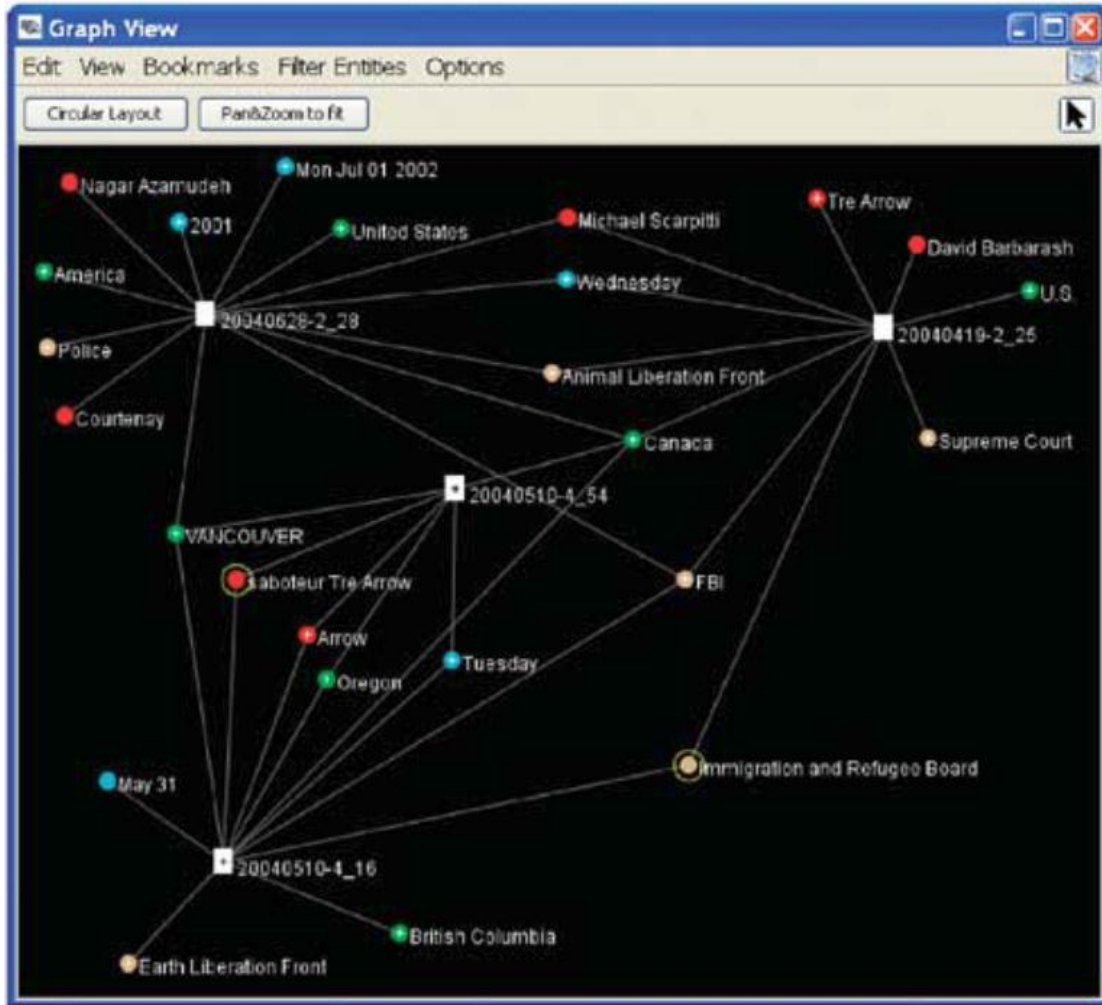 Graph View
Edit View Bookmarks Filter Entities Options
Circular Layout Pan&Zoom to fit
Mon Jul 01 2002
Nagar Azamudeh
Tre Arrow
2001
United States
Michael Scarpitti
David Barbarash
America
Wednesday
U.S.
20040628-2_28
20040419-2_25
Police
Animal Liberation Front
Courtenay
Canada
Supreme Court
20040510-4_54
VANCOUVER
saboteur Tre Arrow
FBI
Arrow
Tuesday
Oregon
Immigration and Refugee Board
May 31
20040510-4_16
British Columbia
Earth Liberation Front